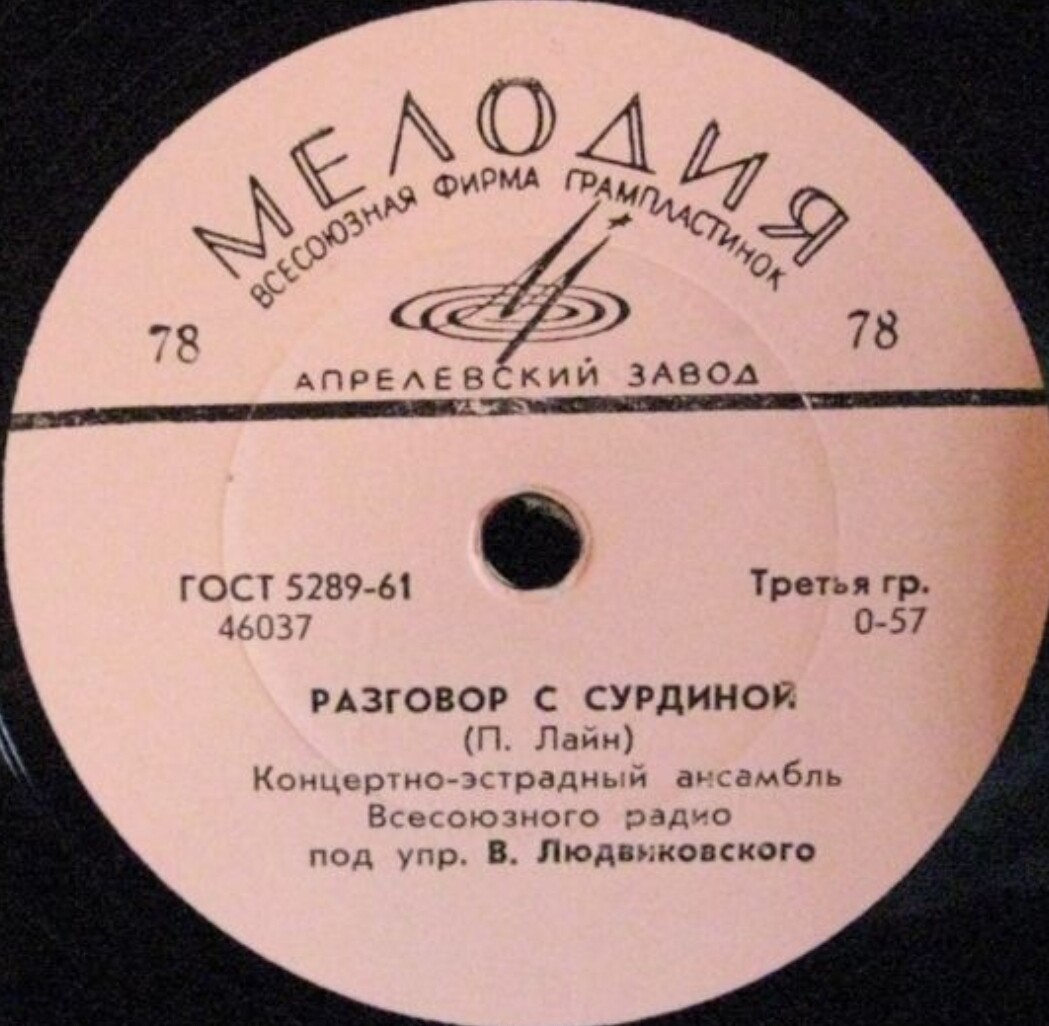 МЕЛОДИЯ
ВСЕСОЮЗНАЯ ФИРМА ГРАМПЛАСТИНОК
78 78
АПРЕЛЕВСКИЙ ЗАВОД
ГОСТ 5289-61 Третья гр.
46037 0-57
РАЗГОВОР С СУРДИНОЙ
(П. Лайн)
Концертно-эстрадный ансамбль
Всесоюзного радио
под упр. В. Людвиковского